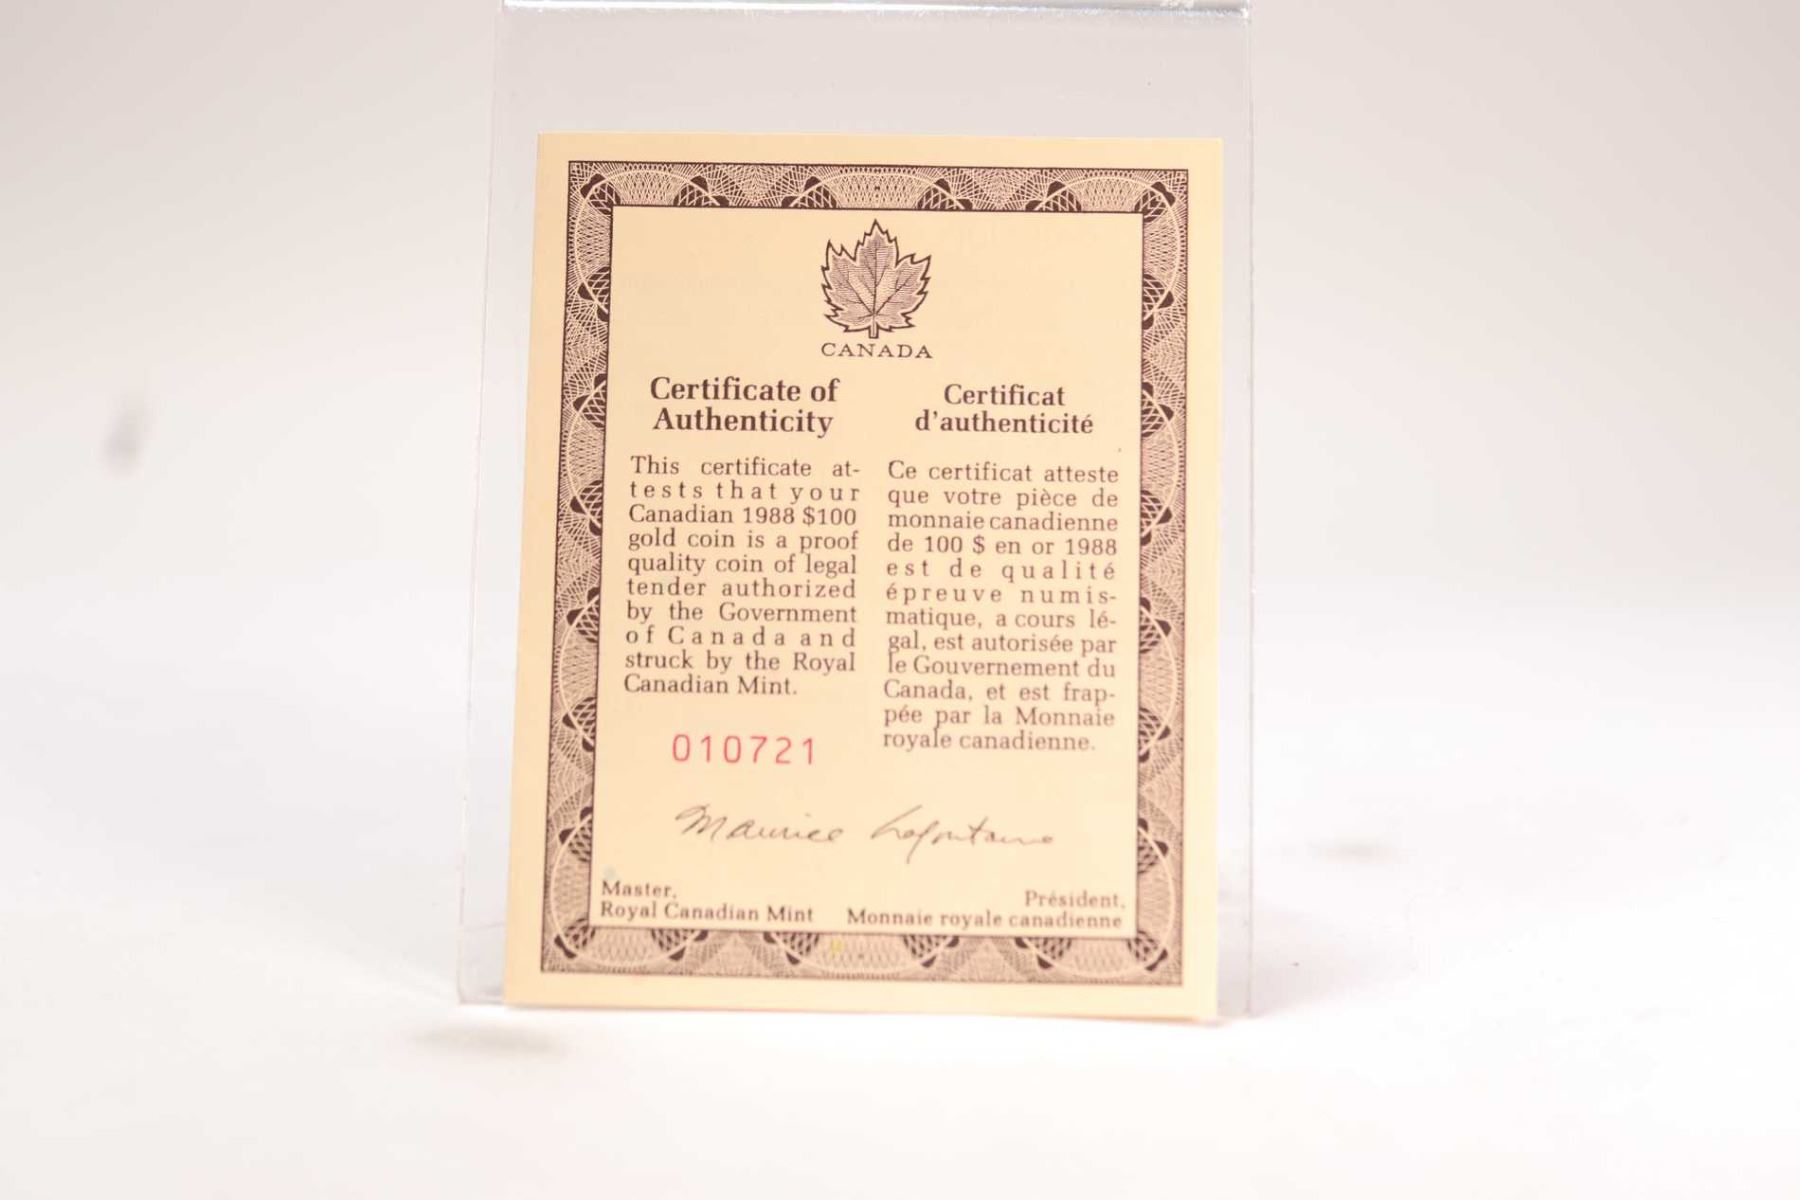 CANADA
Certificate of
Authenticity
This certificate at-
tests that your
Canadian 1988 $100
gold coin is a proof
quality coin of legal
tender authorized
by the Government
of Canada and
struck by the Royal
Canadian Mint.
010721
Certificat
d'authenticité
Ce certificat atteste
que votre pièce de
monnaie canadienne
de 100 $ en or 1988
est de qualité
épreuve numis-
matique, a cours lé-
gal, est autorisée par
le Gouvernement du
Canada, et est frap-
pée par la Monnaie
royale canadienne.
Maurice Lafontaine
Master,
Royal Canadian Mint
Président,
Monnaie royale canadienne